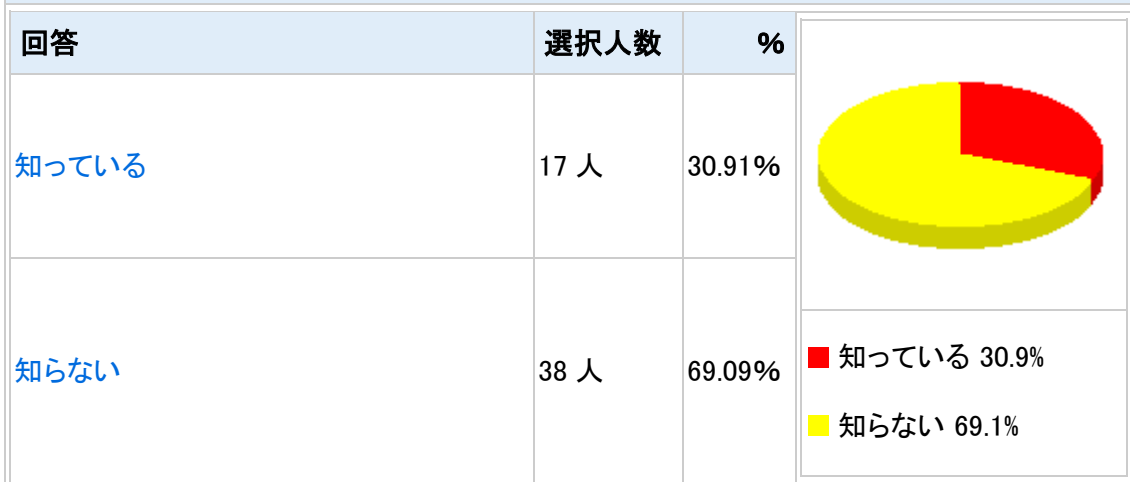 回答 選択人数 %
知っている 17 人 30.91%
知らない 38 人 69.09%
知っている 30.9%
知らない 69.1%